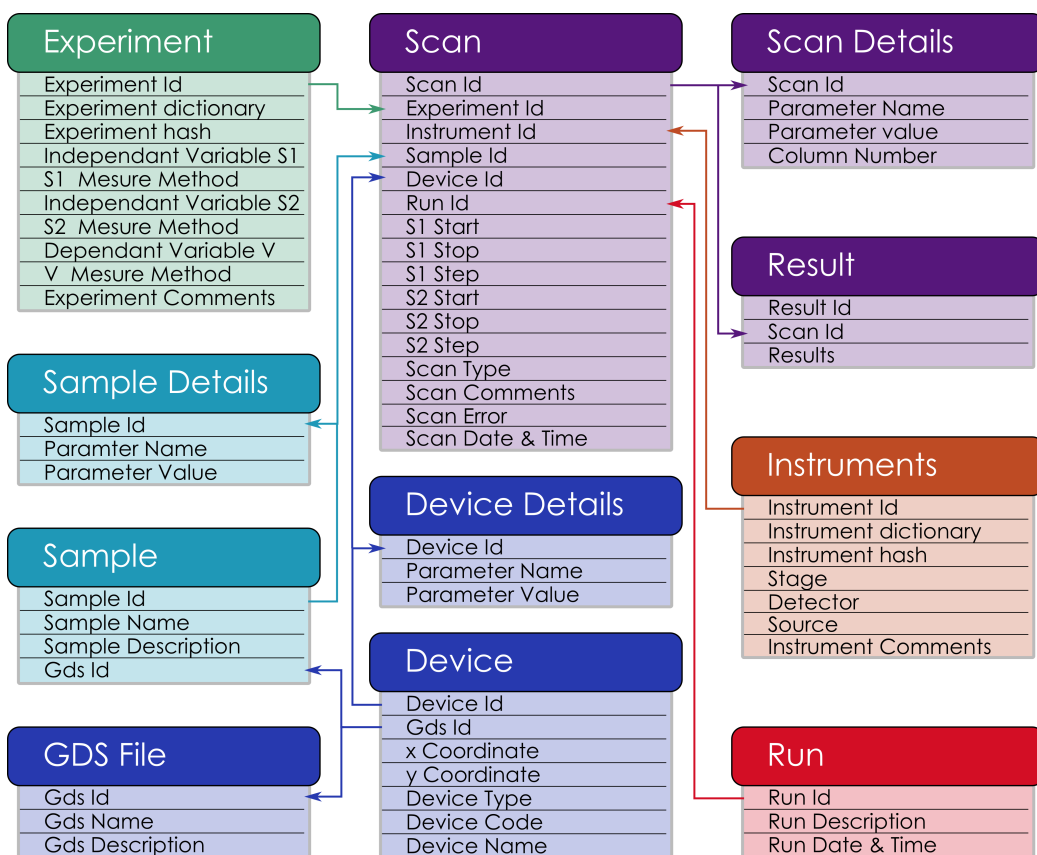 Experiment
Experiment Id
Experiment dictionary
Experiment hash
Independant Variable S1
S1 Mesure Method
Independant Variable S2
S2 Mesure Method
Dependant Variable V
V Mesure Method
Experiment Comments
Sample Details
Sample Id
Paramter Name
Parameter Value
Sample
Sample Id
Sample Name
Sample Description
Gds Id
GDS File
Gds Id
Gds Name
Gds Description
Scan
Scan Id
Experiment Id
Instrument Id
Sample Id
Device Id
Run Id
S1 Start
S1 Stop
S1 Step
S2 Start
S2 Stop
S2 Step
Scan Type
Scan Comments
Scan Error
Scan Date & Time
Device Details
Device Id
Parameter Name
Parameter Value
Device
Device Id
Gds Id
x Coordinate
y Coordinate
Device Type
Device Code
Device Name
Scan Details
Scan Id
Parameter Name
Parameter value
Column Number
Result
Result Id
Scan Id
Results
Instruments
Instrument Id
Instrument dictionary
Instrument hash
Stage
Detector
Source
Instrument Comments
Run
Run Id
Run Description
Run Date & Time